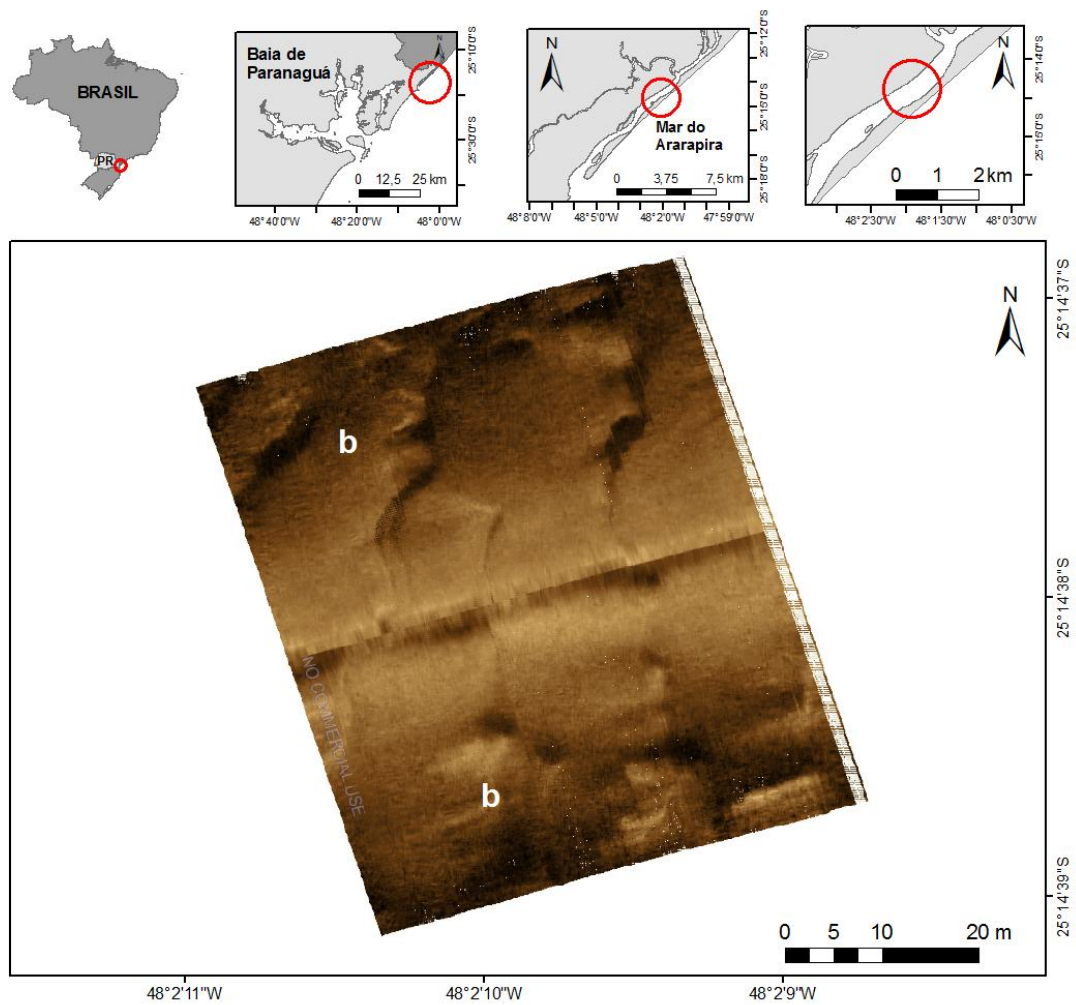 BRASIL
PR
Baia de
Paranaguá
N
0 12,5 25 km
25°10'0"S
25°30'0"S
48°40'0"W 48°20'0"W 48°0'0"W
N
Mar do
Ararapira
0 3,75 7,5 km
25°12'0"S
25°15'0"S
25°18'0"S
48°8'0"W 48°5'0"W 48°2'0"W 47°59'0"W
N
0 1 2 km
25°14'0"S
25°15'0"S
48°2'30"W 48°1'30"W 48°0'30"W
N
b
b
NO COMMERCIAL USE
0 5 10 20 m
25°14'37"S
25°14'38"S
25°14'39"S
48°2'11"W 48°2'10"W 48°2'9"W